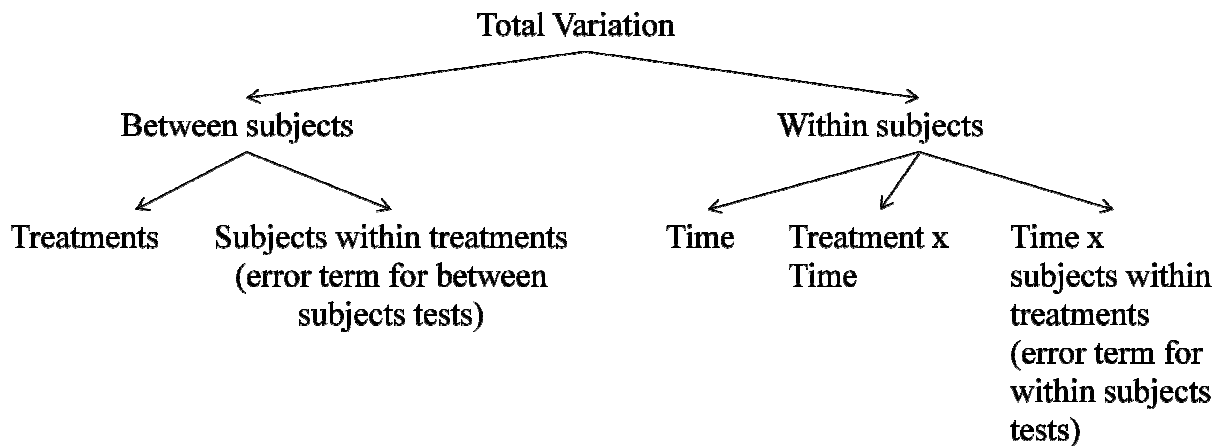 Total Variation
Between subjects
Within subjects
Treatments
Subjects within treatments
(error term for between
subjects tests)
Time
Treatment x
Time
Time x
subjects within
treatments
(error term for
within subjects
tests)